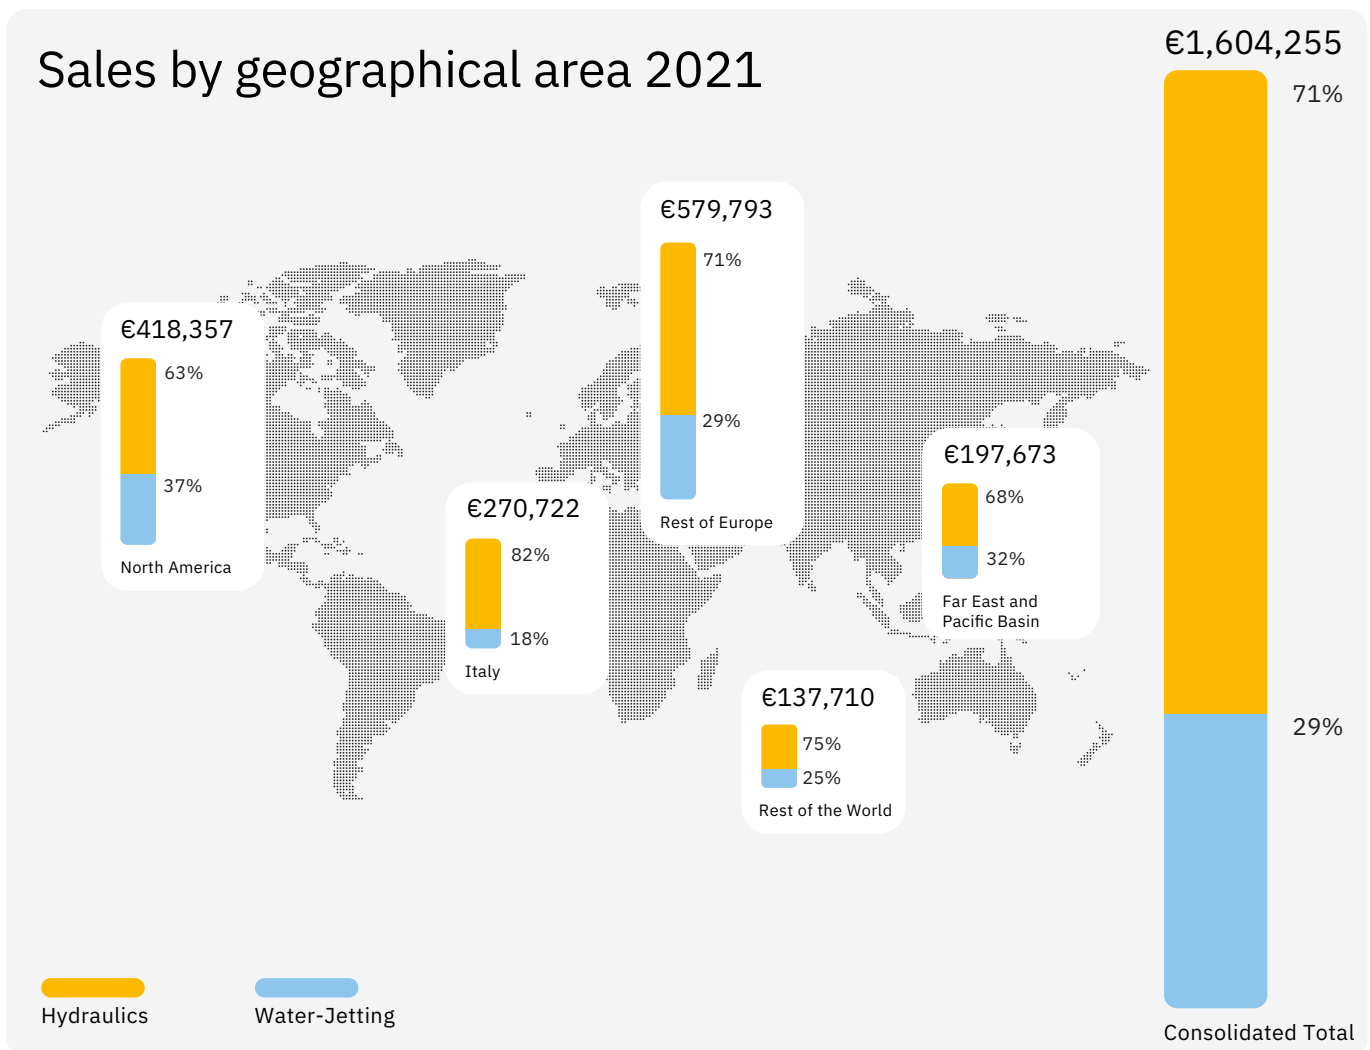 Sales by geographical area 2021
€1,604,255
71%
29%
Consolidated Total
€579,793
71%
29%
Rest of Europe
€418,357
63%
37%
North America
€197,673
68%
32%
Far East and
Pacific Basin
€270,722
82%
18%
Italy
€137,710
75%
25%
Rest of the World
Hydraulics
Water-Jetting